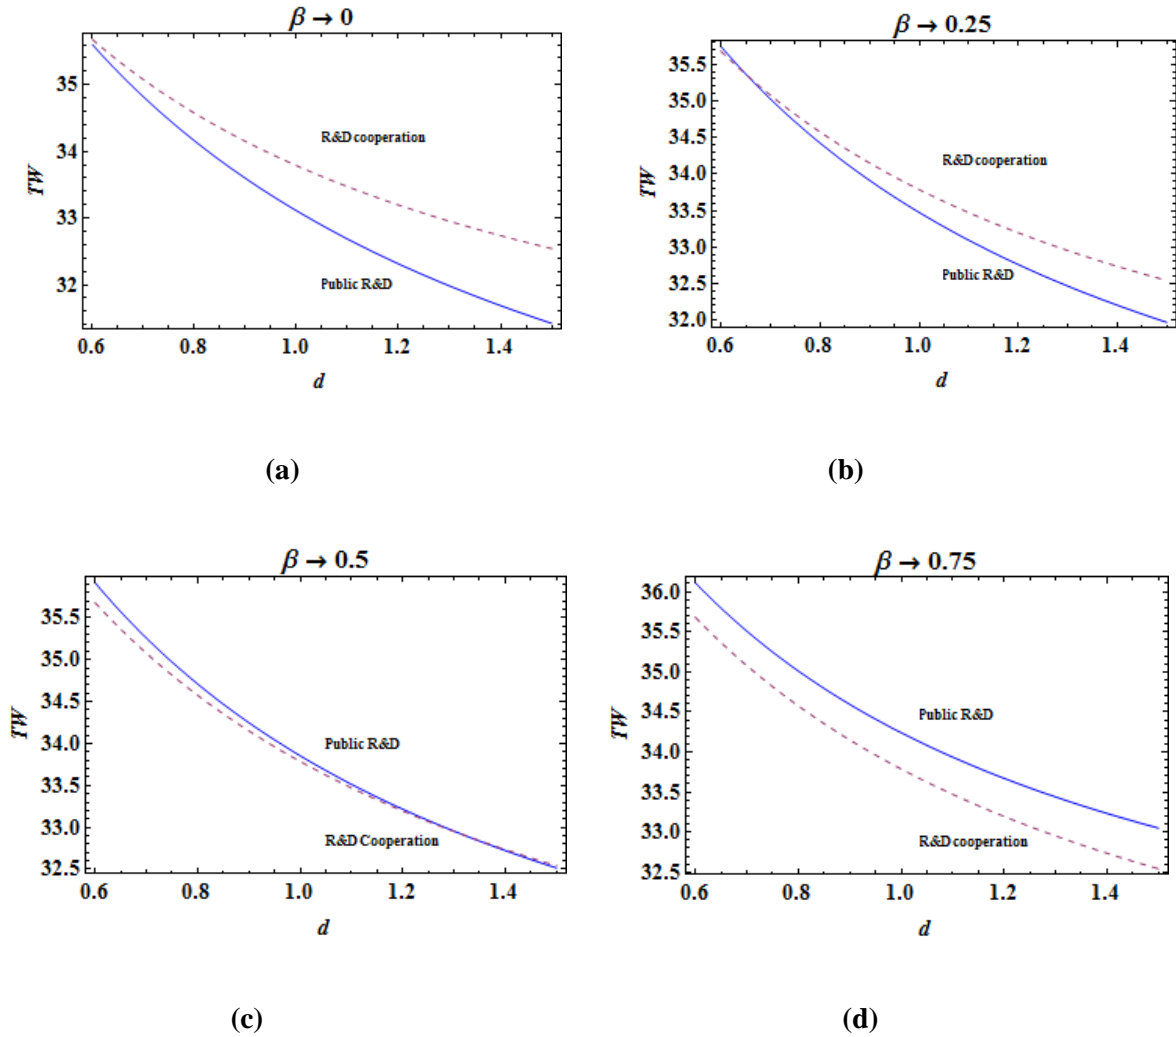 β → 0
35
34
33
32
TW
R&D cooperation
Public R&D
0.6 0.8 1.0 1.2 1.4
d
(a)
β → 0.25
35.5
35.0
34.5
34.0
33.5
33.0
32.5
32.0
TW
R&D cooperation
Public R&D
0.6 0.8 1.0 1.2 1.4
d
(b)
β → 0.5
35.5
35.0
34.5
34.0
33.5
33.0
32.5
TW
Public R&D
R&D Cooperation
0.6 0.8 1.0 1.2 1.4
d
(c)
β → 0.75
36.0
35.5
35.0
34.5
34.0
33.5
33.0
32.5
TW
Public R&D
R&D cooperation
0.6 0.8 1.0 1.2 1.4
d
(d)